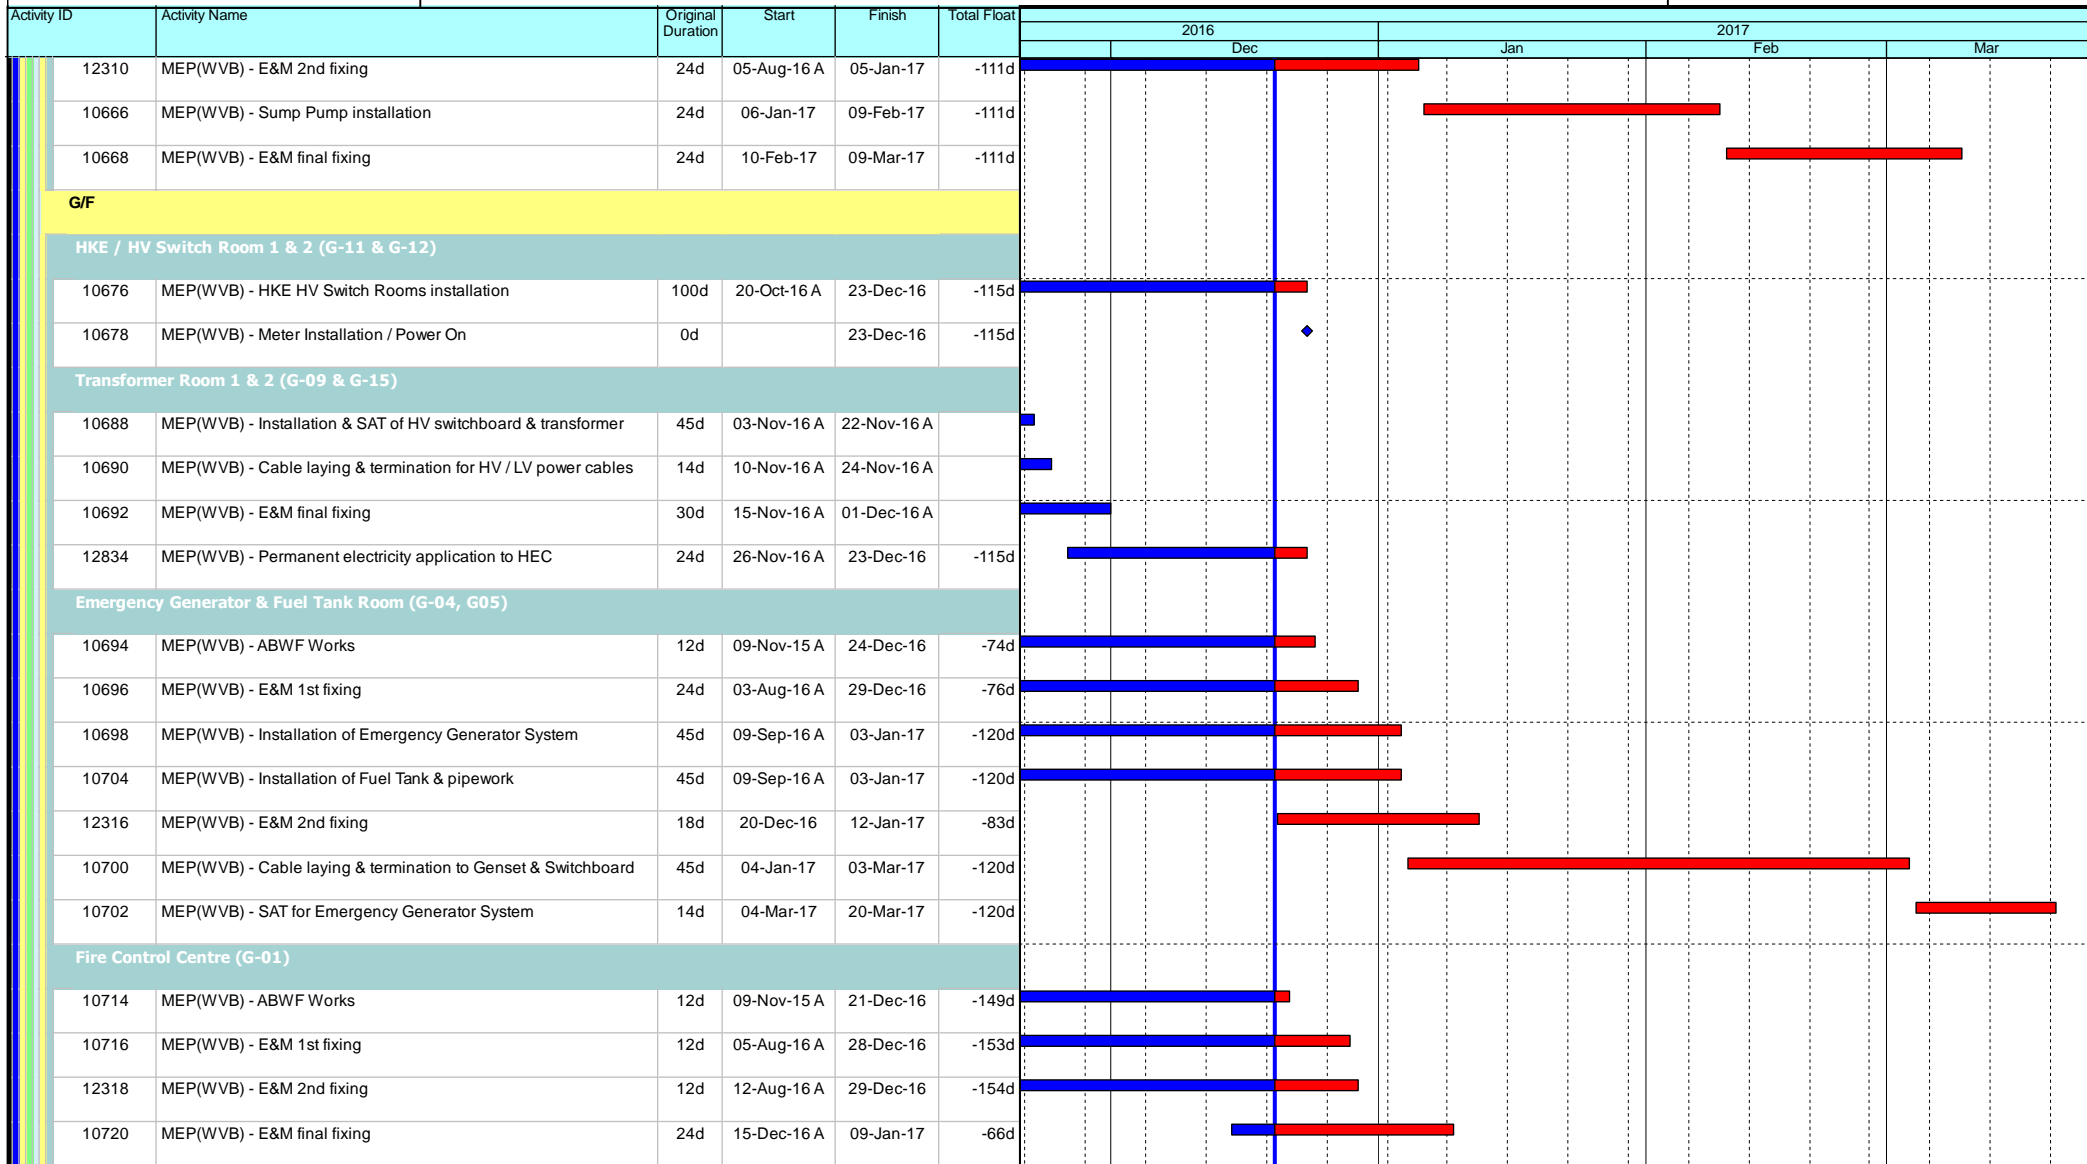 Activity ID Activity Name Original Duration Start Finish Total Float 2016 2017
Dec Jan Feb Mar
12310 MEP(WVB) - E&M 2nd fixing 24d 05-Aug-16 A 05-Jan-17 -111d
10666 MEP(WVB) - Sump Pump installation 24d 06-Jan-17 09-Feb-17 -111d
10668 MEP(WVB) - E&M final fixing 24d 10-Feb-17 09-Mar-17 -111d
G/F
HKE / HV Switch Room 1 & 2 (G-11 & G-12)
10676 MEP(WVB) - HKE HV Switch Rooms installation 100d 20-Oct-16 A 23-Dec-16 -115d
10678 MEP(WVB) - Meter Installation / Power On 0d 23-Dec-16 -115d
Transformer Room 1 & 2 (G-09 & G-15)
10688 MEP(WVB) - Installation & SAT of HV switchboard & transformer 45d 03-Nov-16 A 22-Nov-16 A
10690 MEP(WVB) - Cable laying & termination for HV / LV power cables 14d 10-Nov-16 A 24-Nov-16 A
10692 MEP(WVB) - E&M final fixing 30d 15-Nov-16 A 01-Dec-16 A
12834 MEP(WVB) - Permanent electricity application to HEC 24d 26-Nov-16 A 23-Dec-16 -115d
Emergency Generator & Fuel Tank Room (G-04, G05)
10694 MEP(WVB) - ABWF Works 12d 09-Nov-15 A 24-Dec-16 -74d
10696 MEP(WVB) - E&M 1st fixing 24d 03-Aug-16 A 29-Dec-16 -76d
10698 MEP(WVB) - Installation of Emergency Generator System 45d 09-Sep-16 A 03-Jan-17 -120d
10704 MEP(WVB) - Installation of Fuel Tank & pipework 45d 09-Sep-16 A 03-Jan-17 -120d
12316 MEP(WVB) - E&M 2nd fixing 18d 20-Dec-16 12-Jan-17 -83d
10700 MEP(WVB) - Cable laying & termination to Genset & Switchboard 45d 04-Jan-17 03-Mar-17 -120d
10702 MEP(WVB) - SAT for Emergency Generator System 14d 04-Mar-17 20-Mar-17 -120d
Fire Control Centre (G-01)
10714 MEP(WVB) - ABWF Works 12d 09-Nov-15 A 21-Dec-16 -149d
10716 MEP(WVB) - E&M 1st fixing 12d 05-Aug-16 A 28-Dec-16 -153d
12318 MEP(WVB) - E&M 2nd fixing 12d 12-Aug-16 A 29-Dec-16 -154d
10720 MEP(WVB) - E&M final fixing 24d 15-Dec-16 A 09-Jan-17 -66d